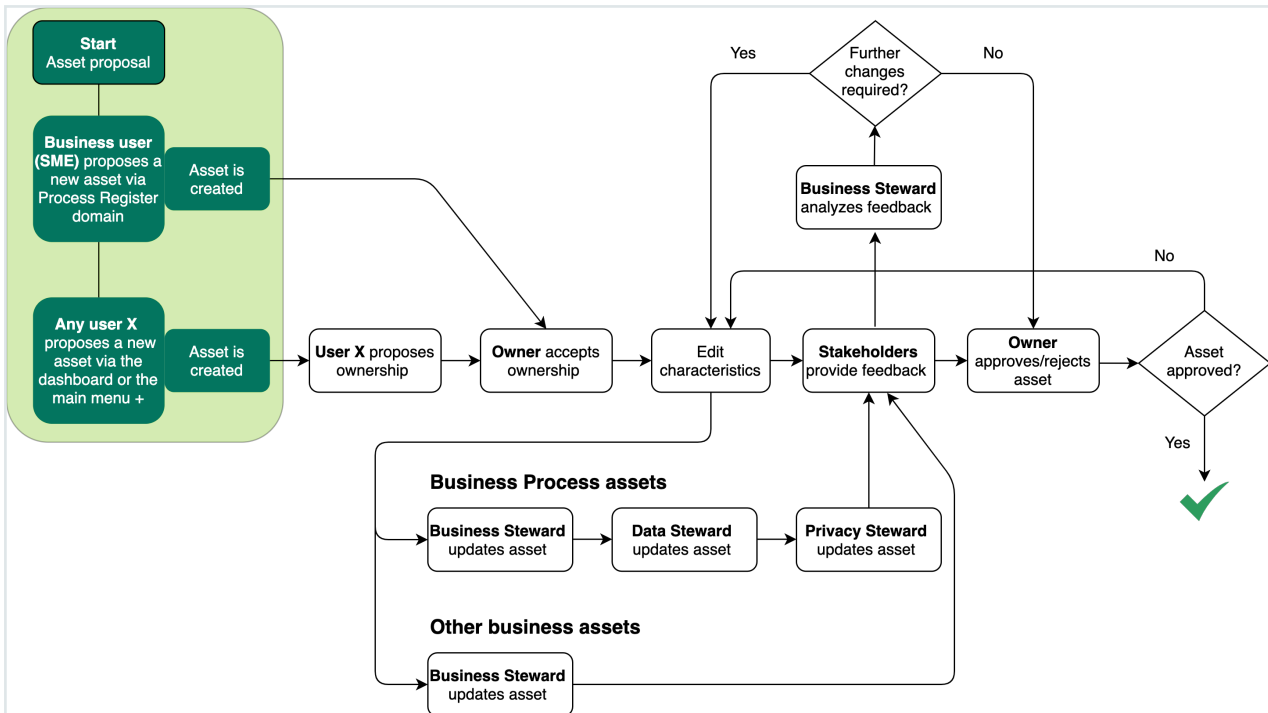 Start
Asset proposal
Business user
(SME) proposes a
new asset via
Process Register
domain
Asset is
created
Any user X
proposes a new
asset via the
dashboard or the
main menu +
Asset is
created
User X proposes
ownership
Owner accepts
ownership
Edit
characteristics
Stakeholders
provide feedback
Business Steward
analyzes feedback
Further
changes
required?
Yes
No
Owner
approves/rejects
asset
Asset
approved?
No
Yes
Business Process assets
Business Steward
updates asset
Data Steward
updates asset
Privacy Steward
updates asset
Other business assets
Business Steward
updates asset